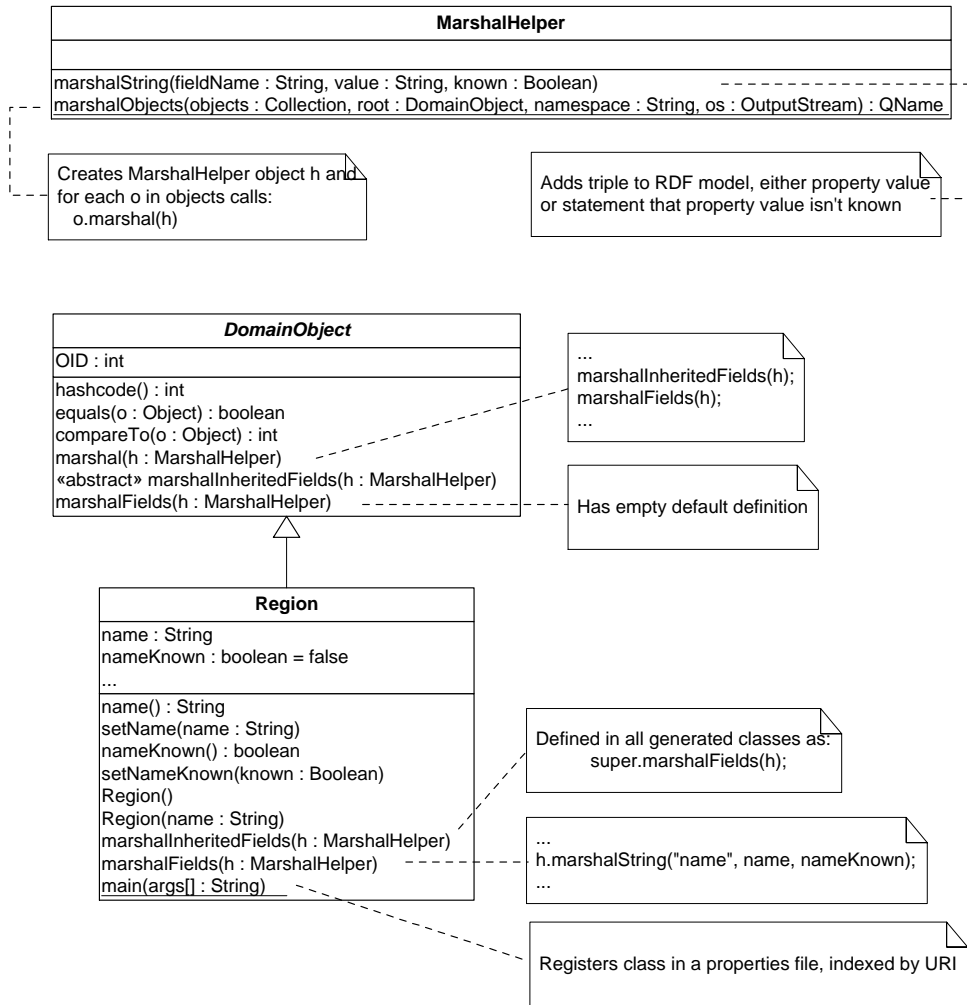 MarshalHelper
marshalString(fieldName : String, value : String, known : Boolean)
marshalObjects(objects : Collection, root : DomainObject, namespace : String, os : OutputStream) : QName
Creates MarshalHelper object h and
for each o in objects calls:
o.marshal(h)
Adds triple to RDF model, either property value
or statement that property value isn't known
DomainObject
OID : int
hashcode() : int
equals(o : Object) : boolean
compareTo(o : Object) : int
marshal(h : MarshalHelper)
«abstract» marshalInheritedFields(h : MarshalHelper)
marshalFields(h : MarshalHelper)
...
marshalInheritedFields(h);
marshalFields(h);
...
Has empty default definition
Region
name : String
nameKnown : boolean = false
...
name() : String
setName(name : String)
nameKnown() : boolean
setNameKnown(known : Boolean)
Region()
Region(name : String)
marshalInheritedFields(h : MarshalHelper)
marshalFields(h : MarshalHelper)
main(args[] : String)
Defined in all generated classes as:
super.marshalFields(h);
...
h.marshalString("name", name, nameKnown);
...
Registers class in a properties file, indexed by URI